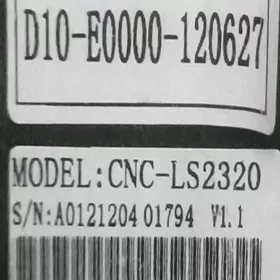 D10-E0000-120627
MODEL:CNC-LS2320
S/N:A0121204 01794 V1.1